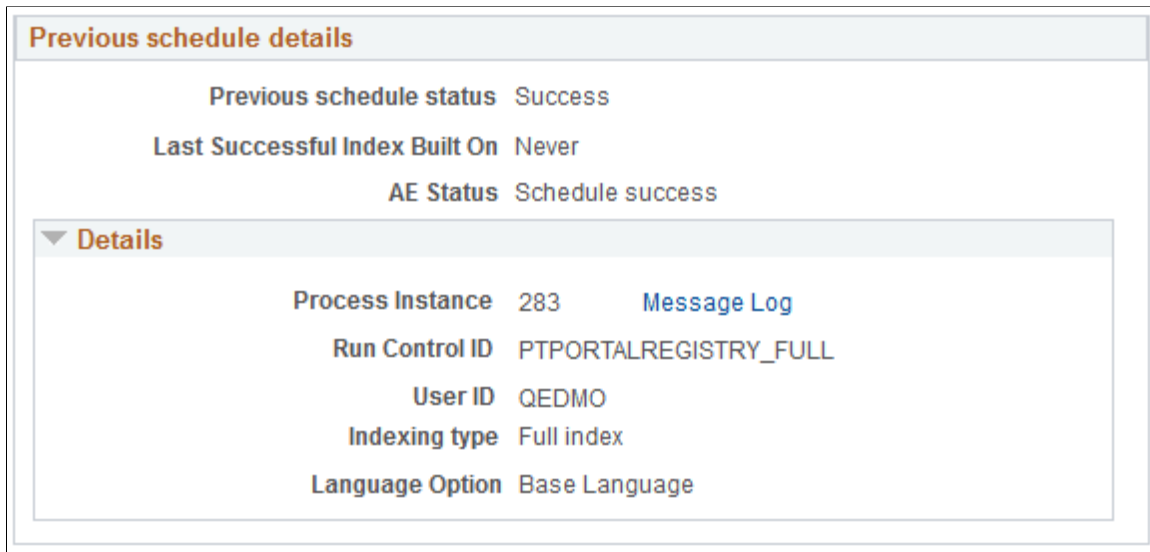 Previous schedule details
Previous schedule status Success
Last Successful Index Built On Never
AE Status Schedule success
Details
Process Instance 283 Message Log
Run Control ID PTPORTALREGISTRY_FULL
User ID QEDMO
Indexing type Full index
Language Option Base Language